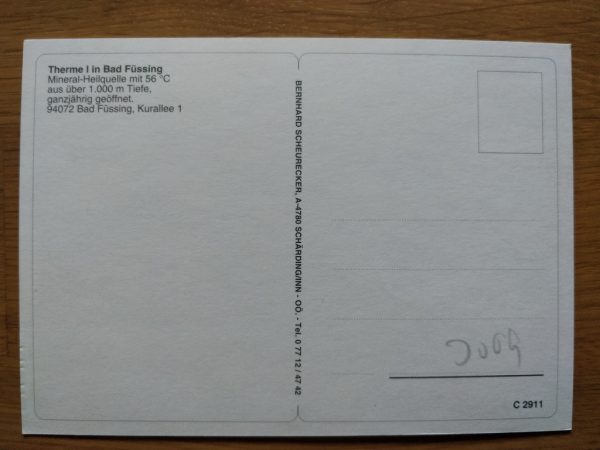 Therme I in Bad Füssing
Mineral-Heilquelle mit 56 °C
aus über 1.000 m Tiefe,
ganzjährig geöffnet.
94072 Bad Füssing, Kurallee 1
BERNHARD SCHEURECKER, A-4780 SCHÄRDING/INN - OÖ. - Tel. 0 77 12 / 47 42
C 2911